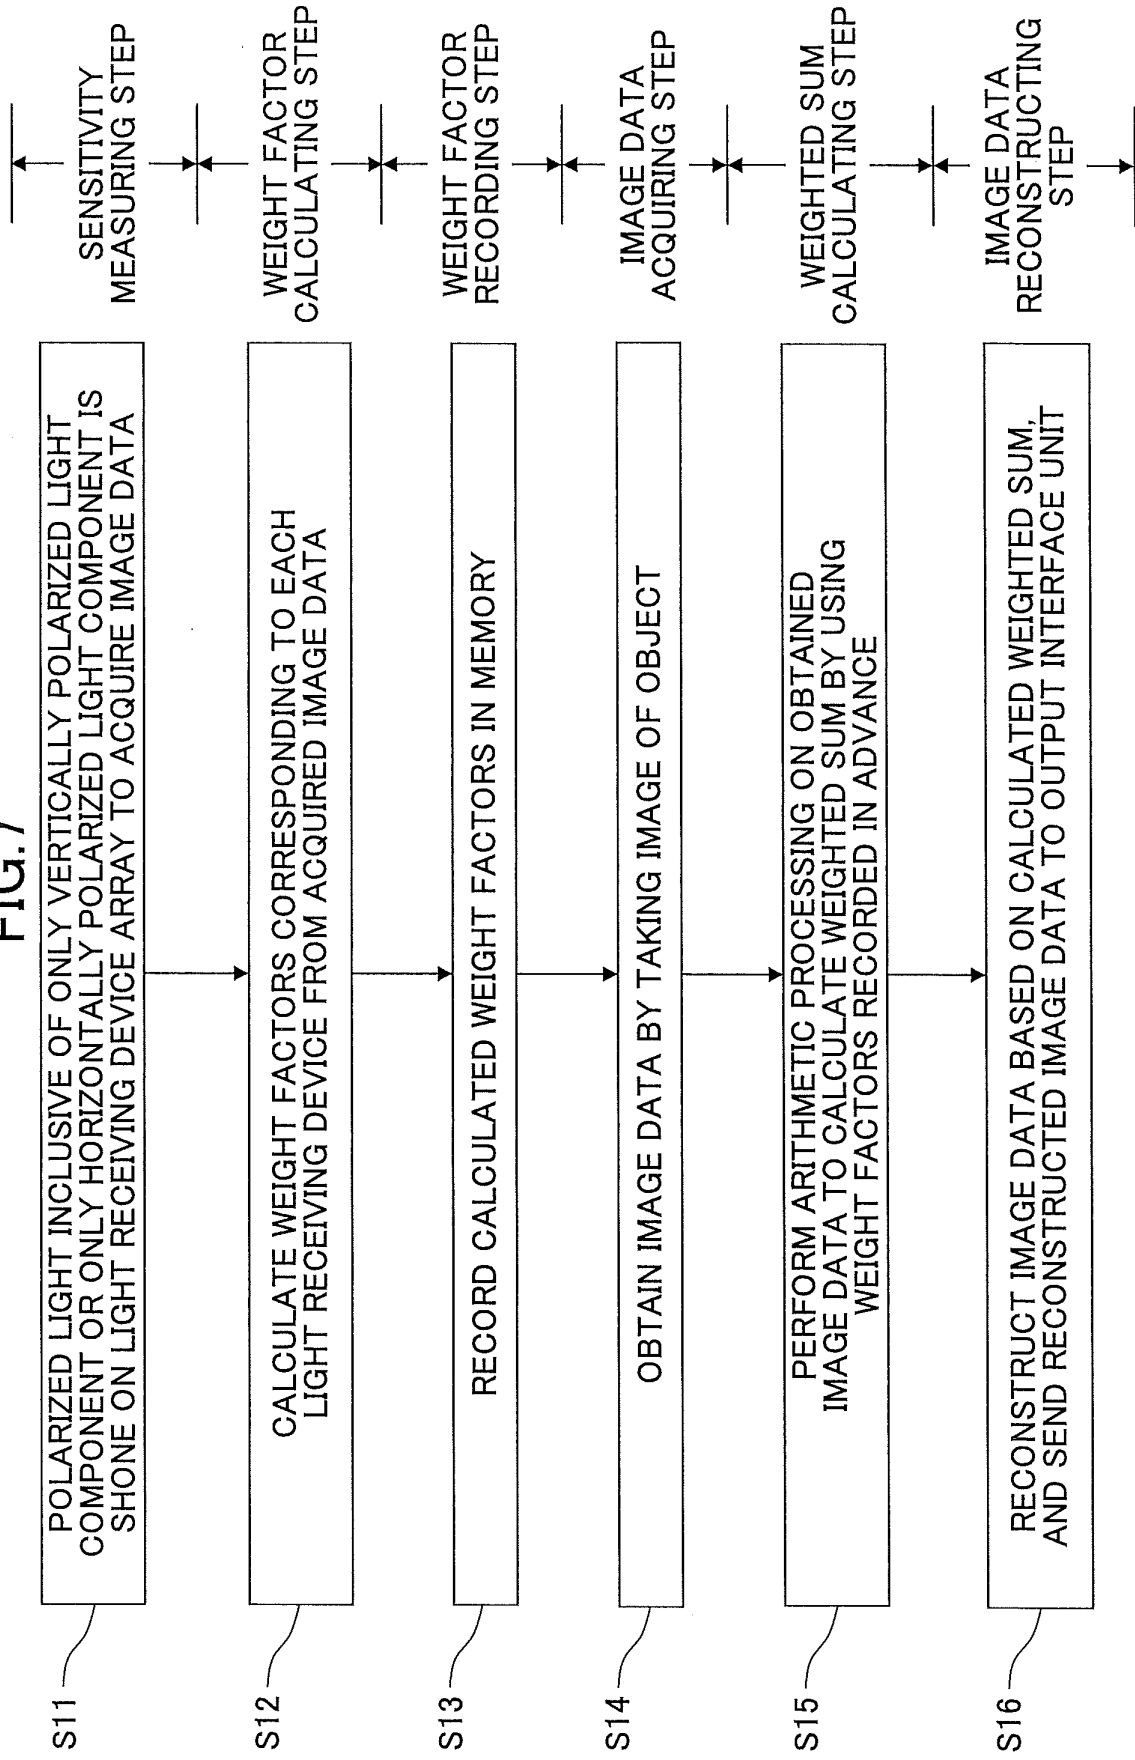 FIG.7
S11
POLARIZED LIGHT INCLUSIVE OF ONLY VERTICALLY POLARIZED LIGHT
COMPONENT OR ONLY HORIZONTALLY POLARIZED LIGHT COMPONENT IS
SHONE ON LIGHT RECEIVING DEVICE ARRAY TO ACQUIRE IMAGE DATA
SENSITIVITY
MEASURING STEP
S12
CALCULATE WEIGHT FACTORS CORRESPONDING TO EACH
LIGHT RECEIVING DEVICE FROM ACQUIRED IMAGE DATA
WEIGHT FACTOR
CALCULATING STEP
S13
RECORD CALCULATED WEIGHT FACTORS IN MEMORY
WEIGHT FACTOR
RECORDING STEP
S14
OBTAIN IMAGE DATA BY TAKING IMAGE OF OBJECT
IMAGE DATA
ACQUIRING STEP
S15
PERFORM ARITHMETIC PROCESSING ON OBTAINED
IMAGE DATA TO CALCULATE WEIGHTED SUM BY USING
WEIGHT FACTORS RECORDED IN ADVANCE
WEIGHTED SUM
CALCULATING STEP
S16
RECONSTRUCT IMAGE DATA BASED ON CALCULATED WEIGHTED SUM,
AND SEND RECONSTRUCTED IMAGE DATA TO OUTPUT INTERFACE UNIT
IMAGE DATA
RECONSTRUCTING
STEP